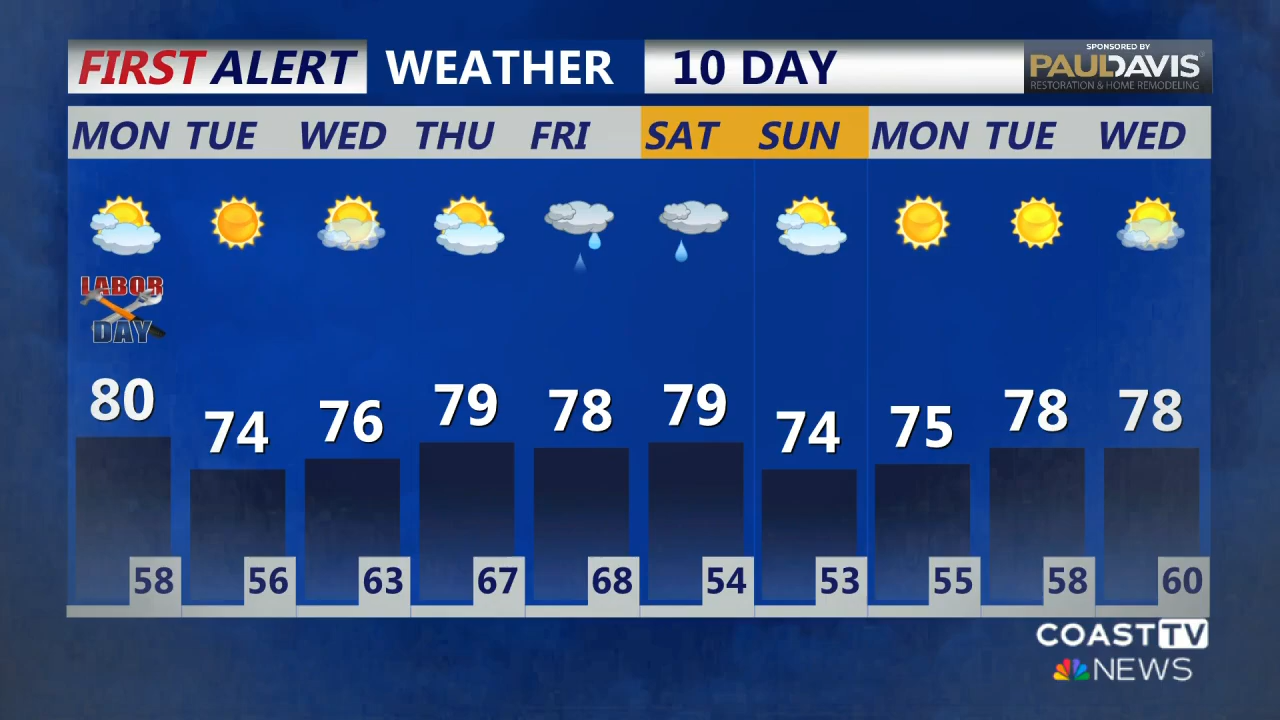 FIRST ALERT WEATHER 10 DAY
SPONSORED BY
PAUL DAVIS
RESTORATION & HOME REMODELING
MON TUE WED THU FRI SAT SUN MON TUE WED
LABOR
DAY
80 74 76 79 78 79 74 75 78 78
58 56 63 67 68 54 53 55 58 60
COAST TV
NEWS